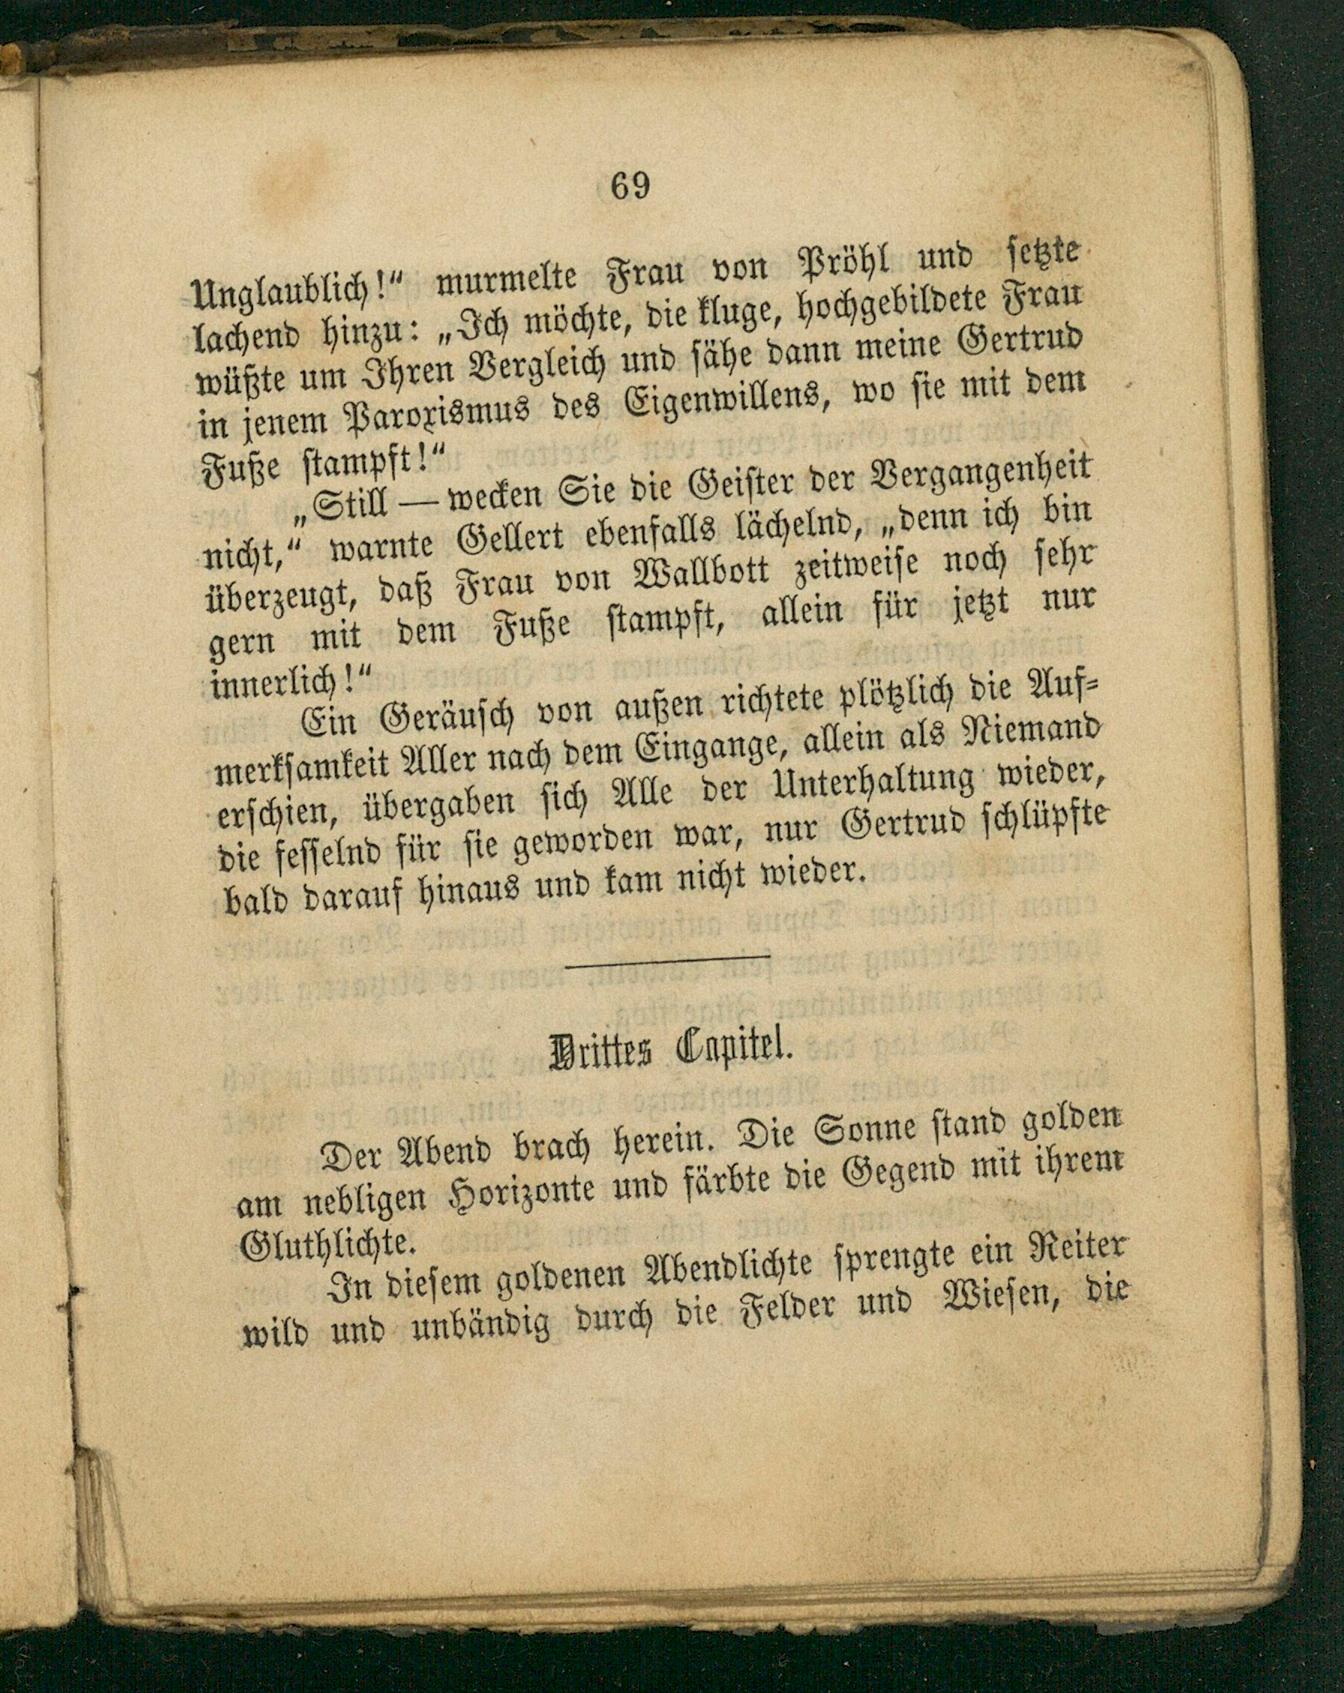 69
Unglaublich!“ murmelte Frau von Pröhl und setzte
lachend hinzu: „Ich möchte, die kluge, hochgebildete Frau
wüßte um Ihren Vergleich und sähe dann meine Gertrud
in jenem Paroxismus des Eigenwillens, wo sie mit dem
Fuße stampft!“
„Still — wecken Sie die Geister der Vergangenheit
nicht,“ warnte Gellert ebenfalls lächelnd, „denn ich bin
überzeugt, daß Frau von Wallbott zeitweise noch sehr
gern mit dem Fuße stampft, allein für jetzt nur
innerlich!“
Ein Geräusch von außen richtete plötzlich die Auf-
merksamkeit Aller nach dem Eingange, allein als Niemand
erschien, übergaben sich Alle der Unterhaltung wieder,
die fesselnd für sie geworden war, nur Gertrud schlüpfte
bald darauf hinaus und kam nicht wieder.
Drittes Capitel.
Der Abend brach herein. Die Sonne stand golden
am nebligen Horizonte und färbte die Gegend mit ihrem
Gluthlichte.
In diesem goldenen Abendlichte sprengte ein Reiter
wild und unbändig durch die Felder und Wiesen, die